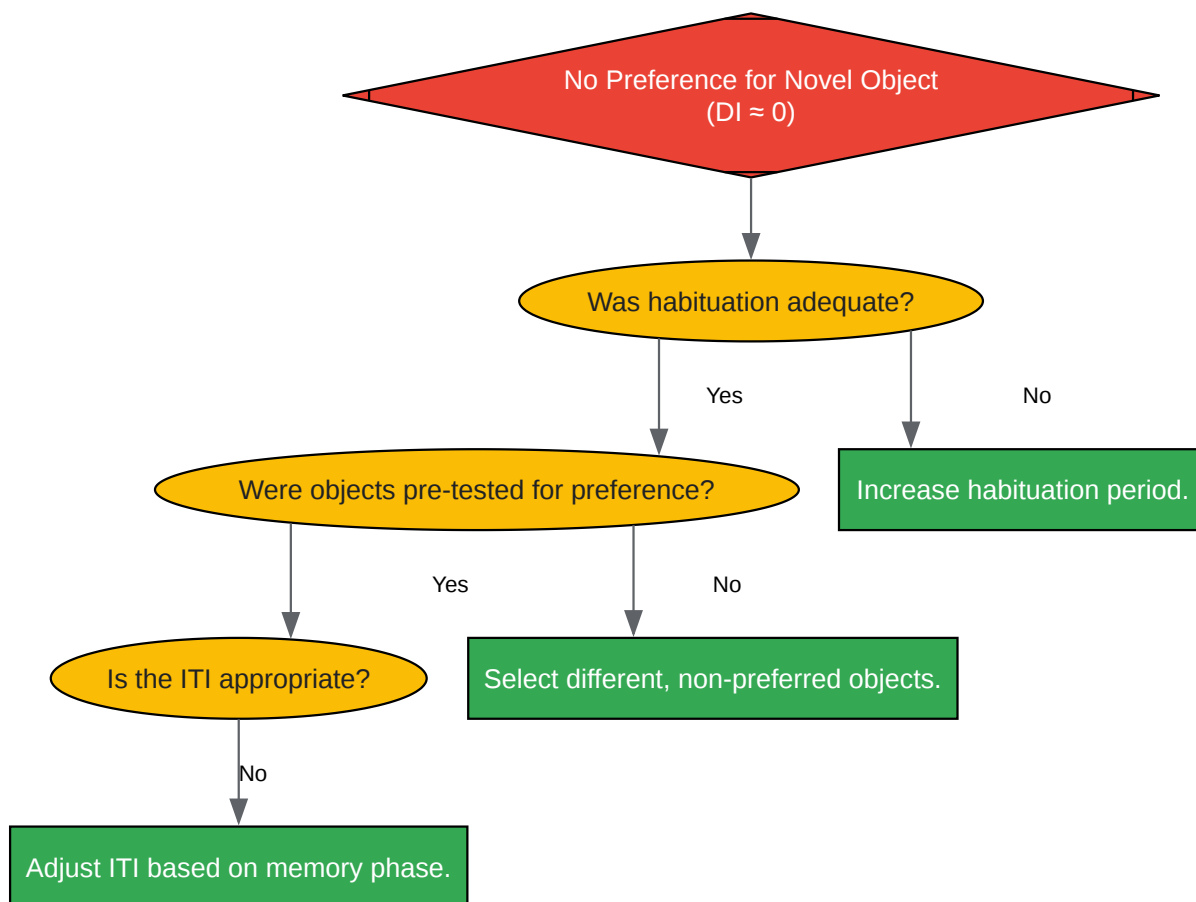 No Preference for Novel Object
(DI ≈ 0)
Was habituation adequate?
Yes
No
Were objects pre-tested for preference?
Increase habituation period.
Yes
No
Is the ITI appropriate?
Select different, non-preferred objects.
No
Adjust ITI based on memory phase.